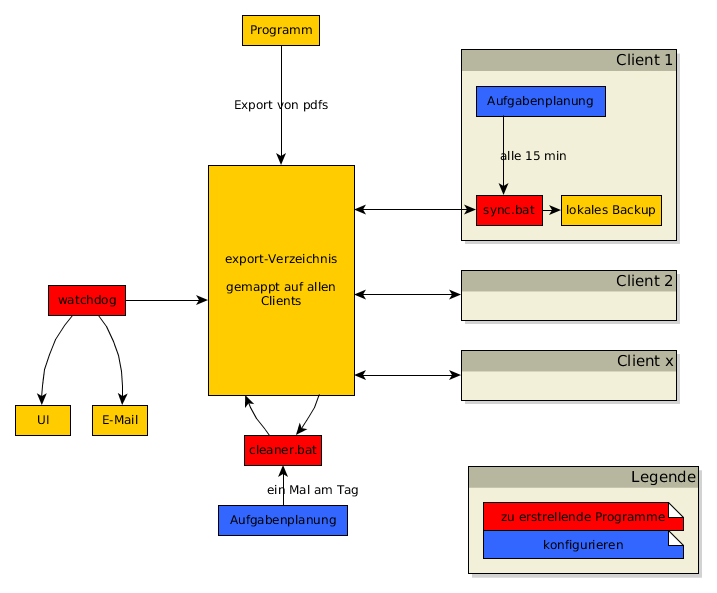 Programm
Export von pdfs
Client 1
Aufgabenplanung
alle 15 min
sync.bat
lokales Backup
export-Verzeichnis
gemappt auf allen
Clients
Client 2
watchdog
Client x
UI
E-Mail
cleaner.bat
ein Mal am Tag
Aufgabenplanung
Legende
zu erstrellende Programme
konfigurieren